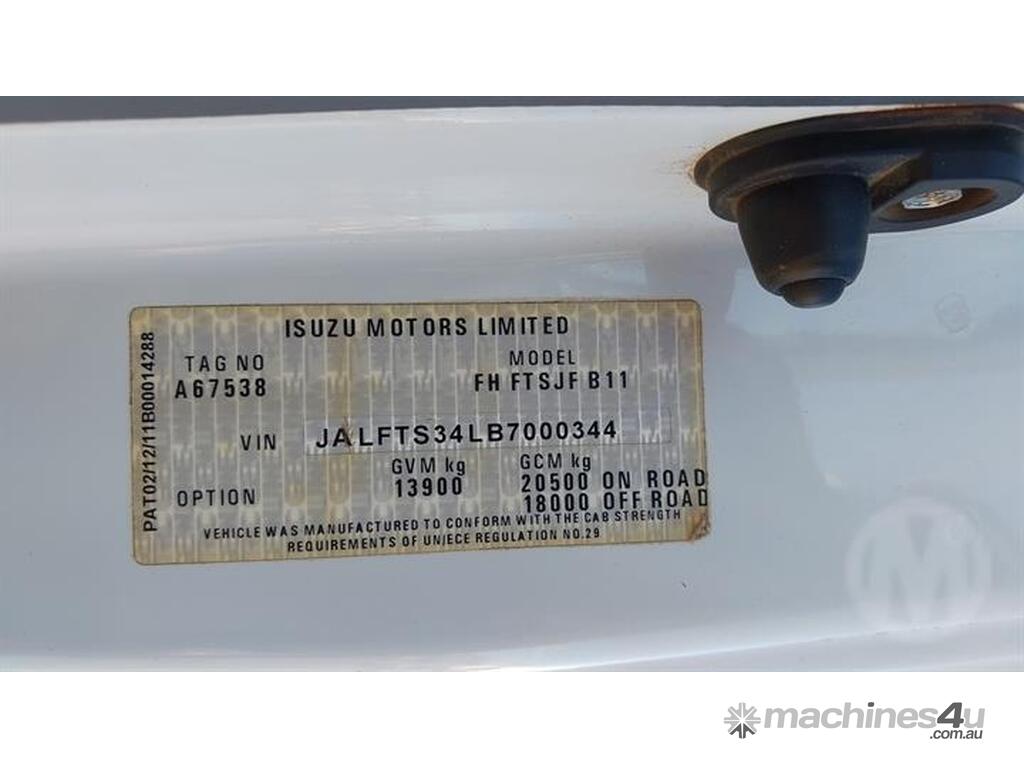 ISUZU MOTORS LIMITED
TAG NO
MODEL
A67538
FH FTSJF B11
VIN
JALFTS34LB7000344
GVM kg
GCM kg
OPTION
13900
20500 ON ROAD
18000 OFF ROAD
VEHICLE WAS MANUFACTURED TO CONFORM WITH THE CAB STRENGTH
REQUIREMENTS OF UN/ECE REGULATION NO.29
PAT02/12/11B00014288
M
machines4u
.com.au